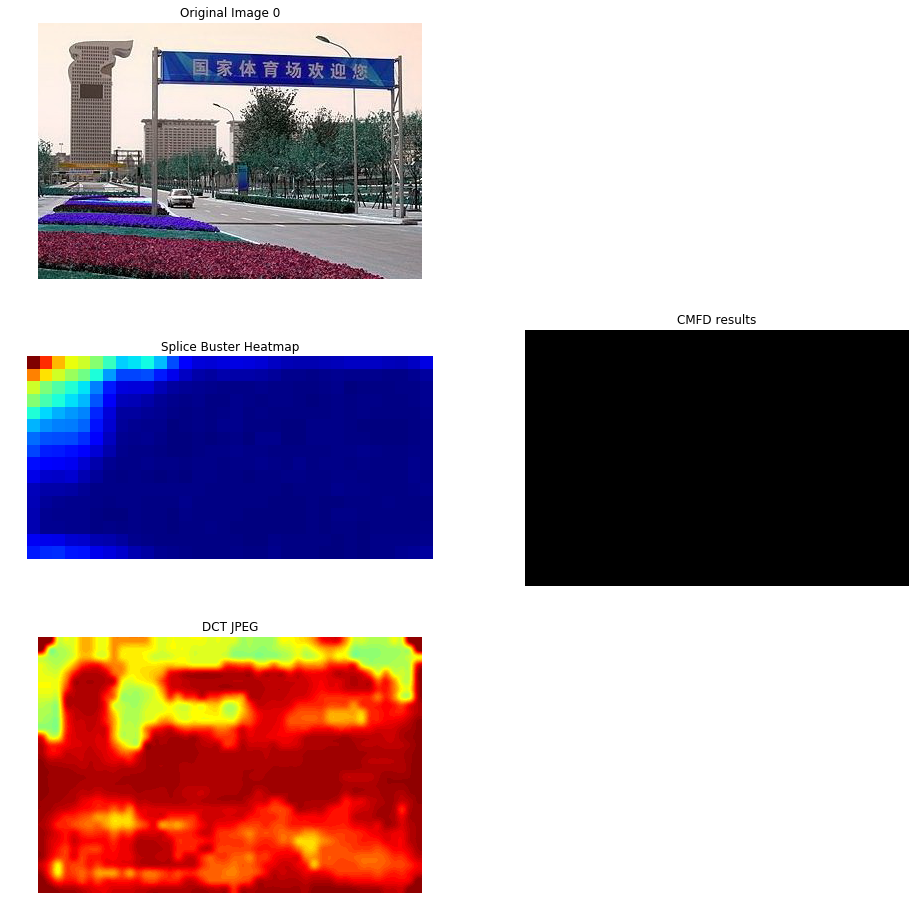 Original Image 0
国家体育场欢迎您
Splice Buster Heatmap
CMFD results
DCT JPEG